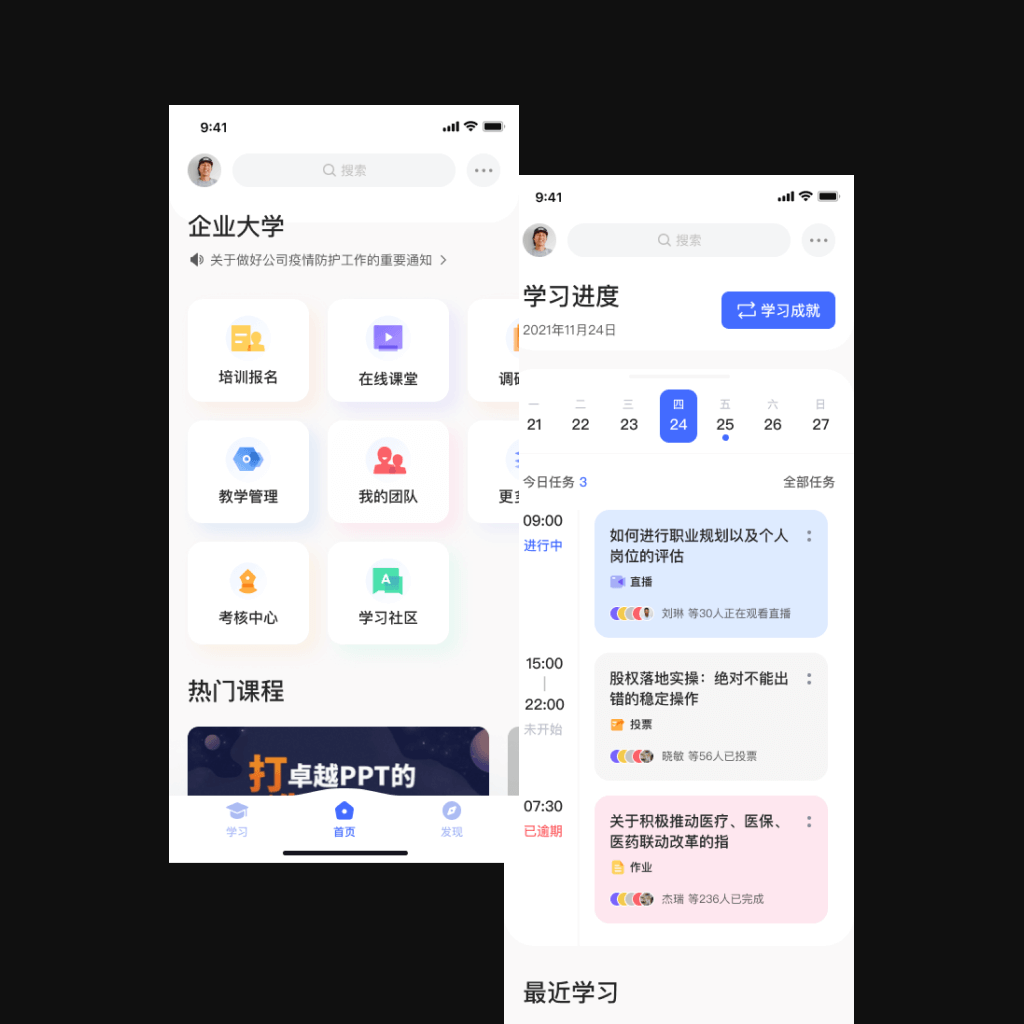 9:41
搜索
企业大学
关于做好公司疫情防护工作的重要通知
培训报名
在线课堂
调研
教学管理
我的团队
更多
考核中心
学习社区
热门课程
打卓越PPT的
学习
首页
发现
9:41
搜索
学习进度
2021年11月24日
学习成就
一 二 三 四 五 六 日
21 22 23 24 25 26 27
今日任务 3
全部任务
09:00
进行中
如何进行职业规划以及个人
岗位的评估
直播
刘琳 等30人正在观看直播
15:00
22:00
未开始
股权落地实操：绝对不能出
错的稳定操作
投票
晓敏 等56人已投票
07:30
已逾期
关于积极推动医疗、医保、
医药联动改革的指
作业
杰瑞 等236人已完成
最近学习